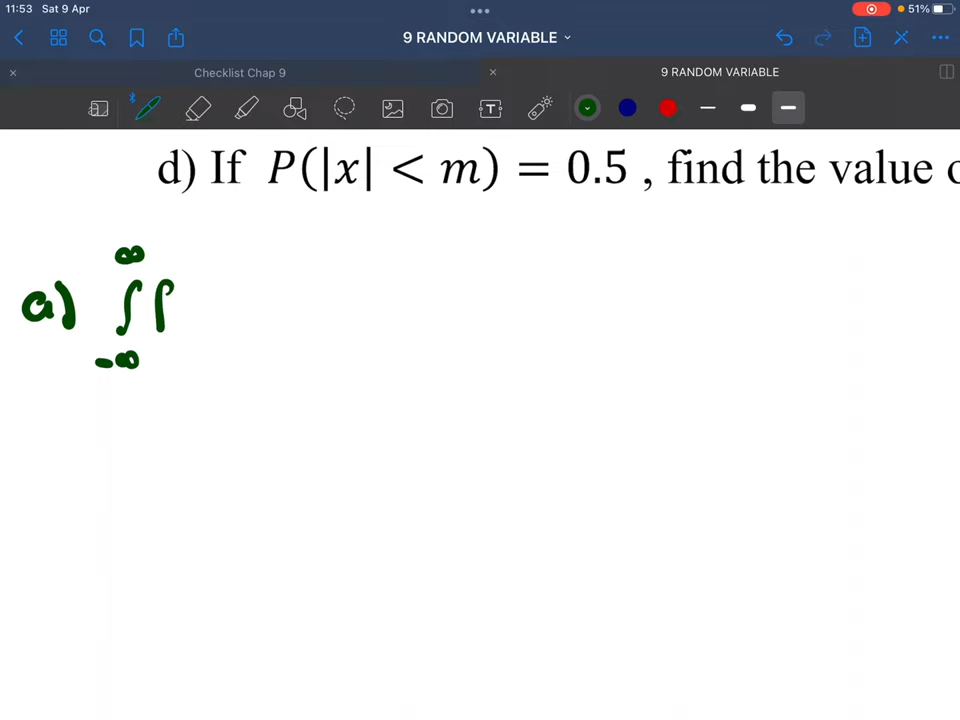 11:53 Sat 9 Apr
51%
9 RANDOM VARIABLE
Checklist Chap 9
9 RANDOM VARIABLE
d) If P(|x| < m) = 0.5 , find the value
a) ∫
∞
-∞